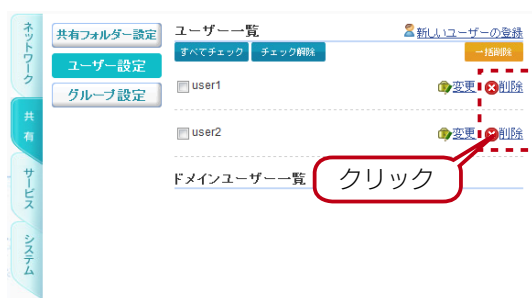 ネットワーク
共有
サービス
システム
共有フォルダー設定
ユーザー設定
グループ設定
ユーザー一覧
新しいユーザーの登録
すべてチェック チェック解除
一括削除
user1
変更 削除
user2
変更 削除
クリック
ドメインユーザー一覧